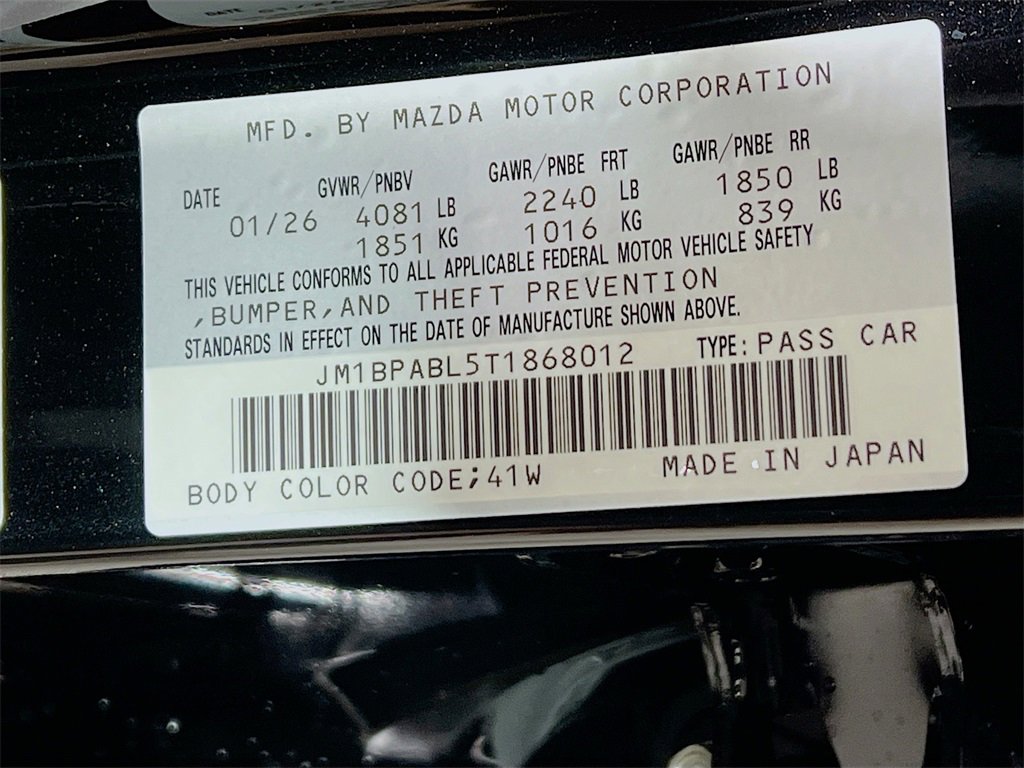 MFD. BY MAZDA MOTOR CORPORATION
DATE GVWR/PNBV GAWR/PNBE FRT GAWR/PNBE RR
01/26 4081 LB 2240 LB 1850 LB
1851 KG 1016 KG 839 KG
THIS VEHICLE CONFORMS TO ALL APPLICABLE FEDERAL MOTOR VEHICLE SAFETY
,BUMPER,AND THEFT PREVENTION
STANDARDS IN EFFECT ON THE DATE OF MANUFACTURE SHOWN ABOVE.
JM1BPABL5T1868012 TYPE: PASS CAR
BODY COLOR CODE;41W MADE IN JAPAN